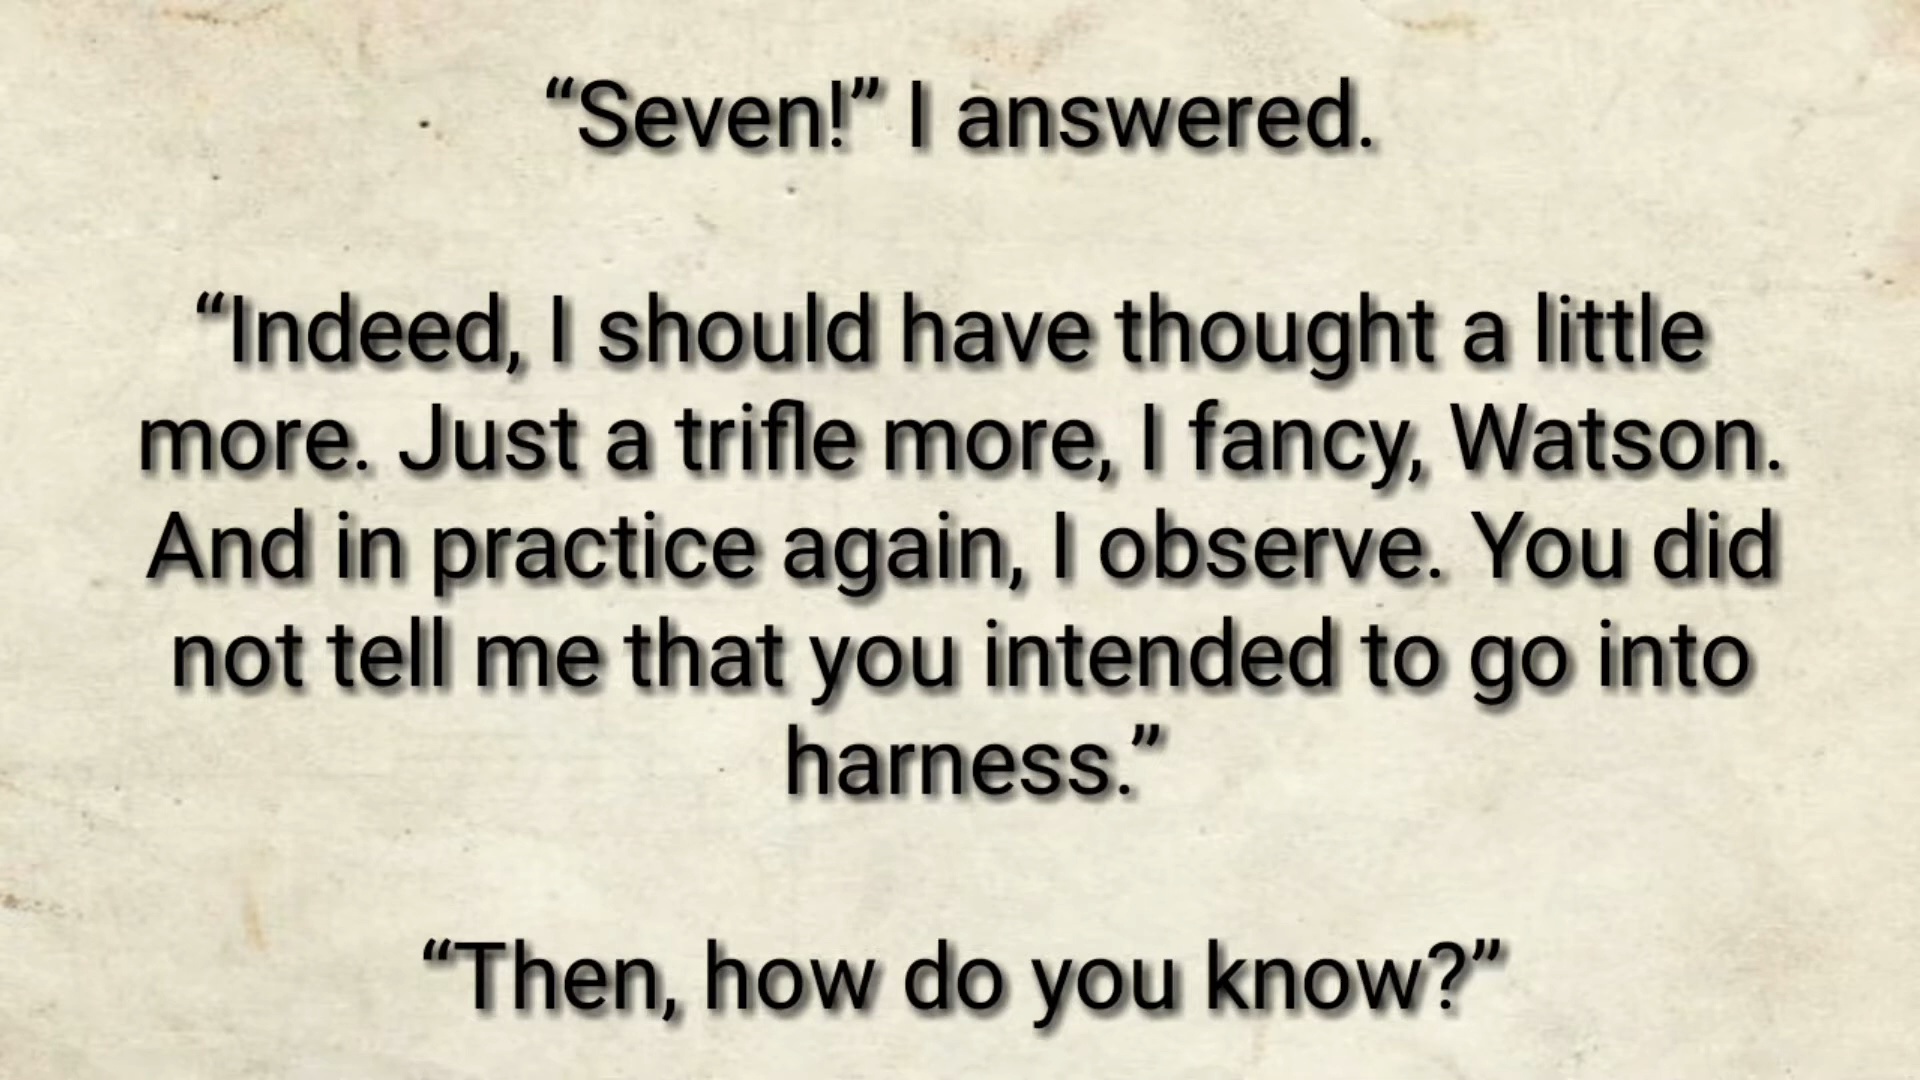 “Seven!” I answered.
“Indeed, I should have thought a little
more. Just a trifle more, I fancy, Watson.
And in practice again, I observe. You did
not tell me that you intended to go into
harness.”
“Then, how do you know?”